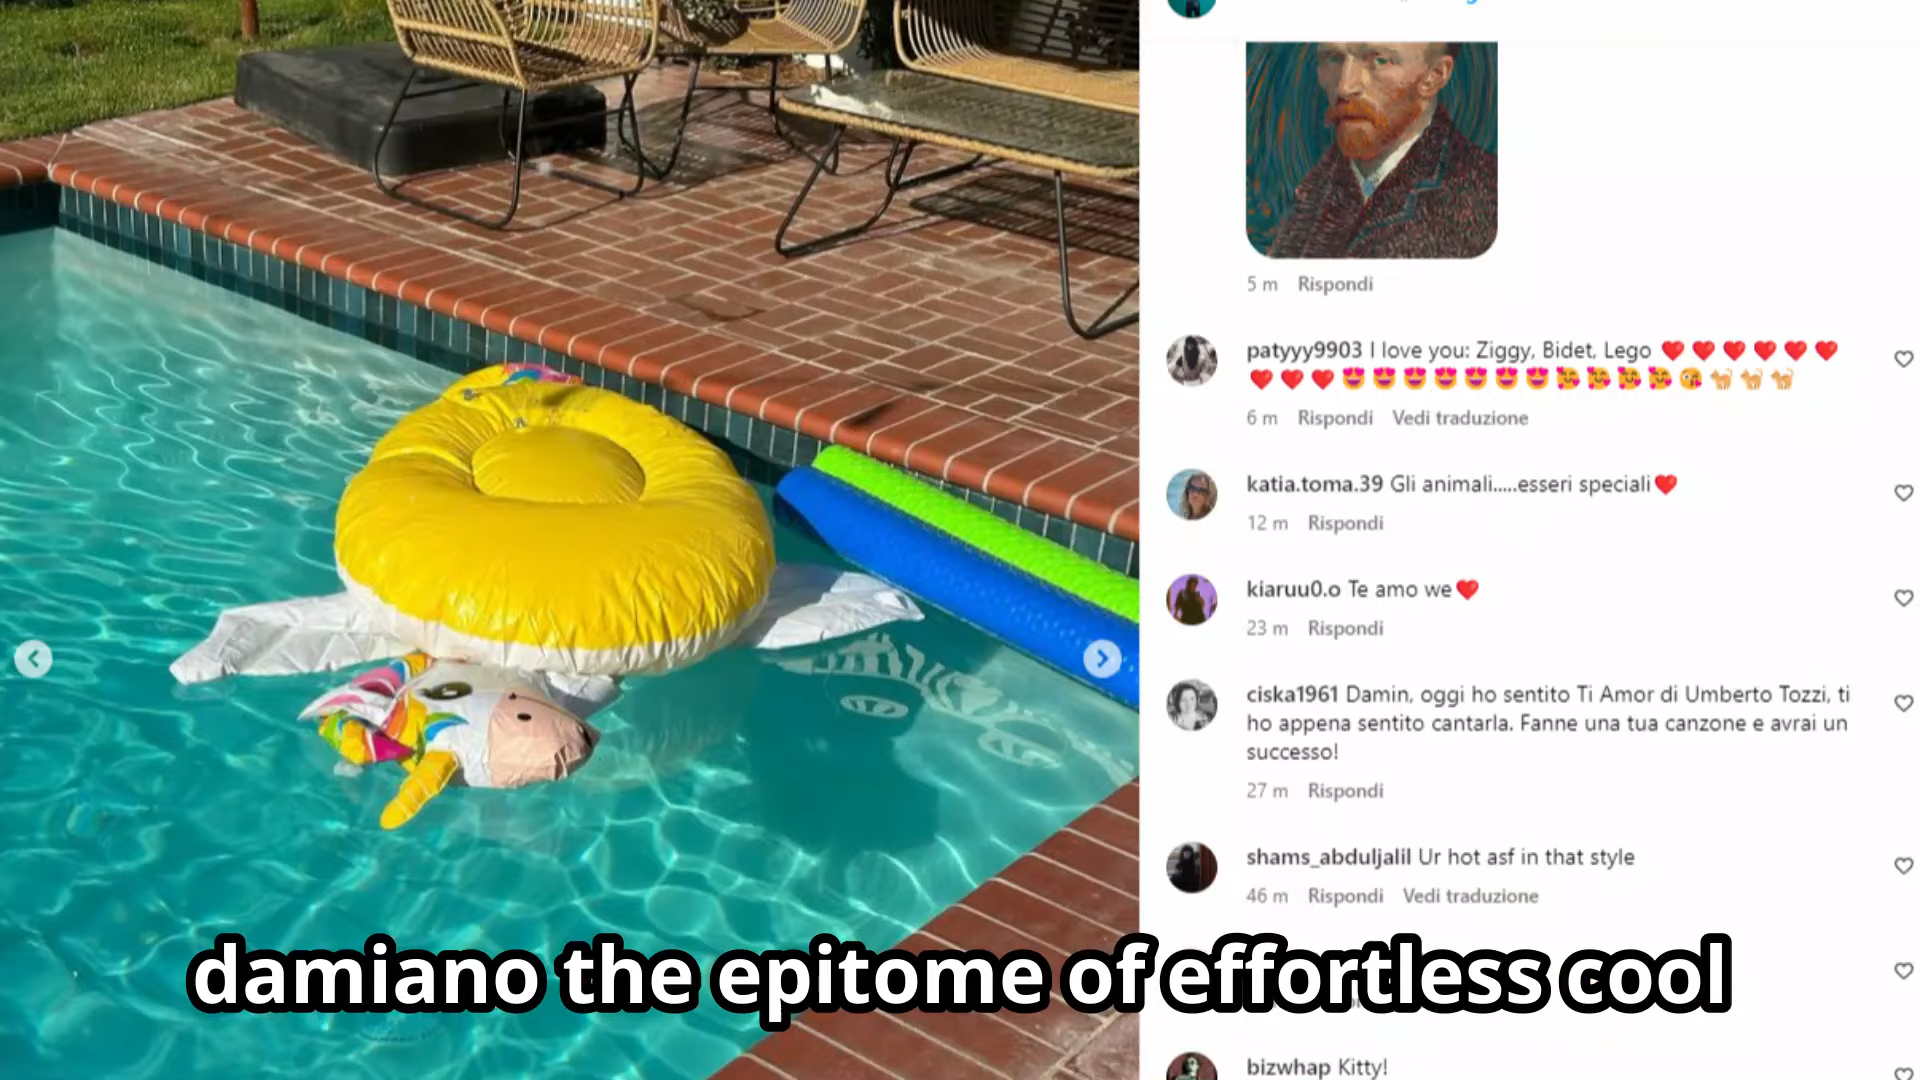 5 m Rispondi
patyyy9903 I love you: Ziggy, Bidet, Lego ❤️❤️❤️❤️❤️❤️
❤️❤️❤️😍😍😍😍😍😍😍🥰🥰🥰🥰😘🐈🐈🐈
6 m Rispondi Vedi traduzione
katia.toma.39 Gli animali.....esseri speciali❤️
12 m Rispondi
kiaruu0.o Te amo we❤️
23 m Rispondi
ciska1961 Damin, oggi ho sentito Ti Amor di Umberto Tozzi, ti
ho appena sentito cantarla. Fanne una tua canzone e avrai un
successo!
27 m Rispondi
shams_abduljalil Ur hot asf in that style
46 m Rispondi Vedi traduzione
damiano the epitome of effortless cool
bizwhap Kitty!